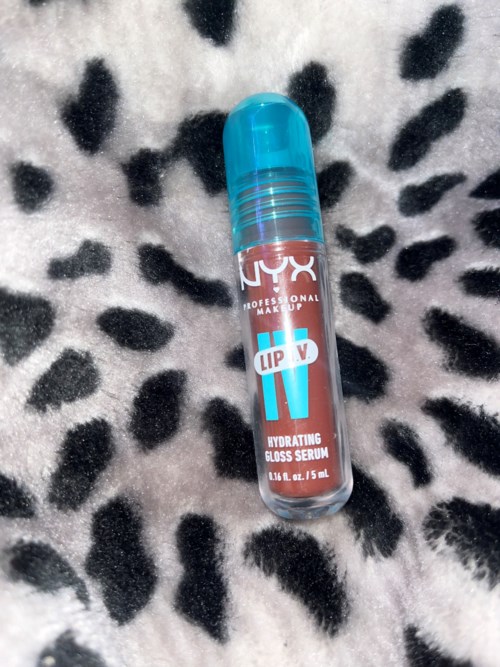 NYX
PROFESSIONAL
MAKEUP
IV
LIP I.V.
HYDRATING
GLOSS SERUM
0.16 fl. oz. / 5 mL